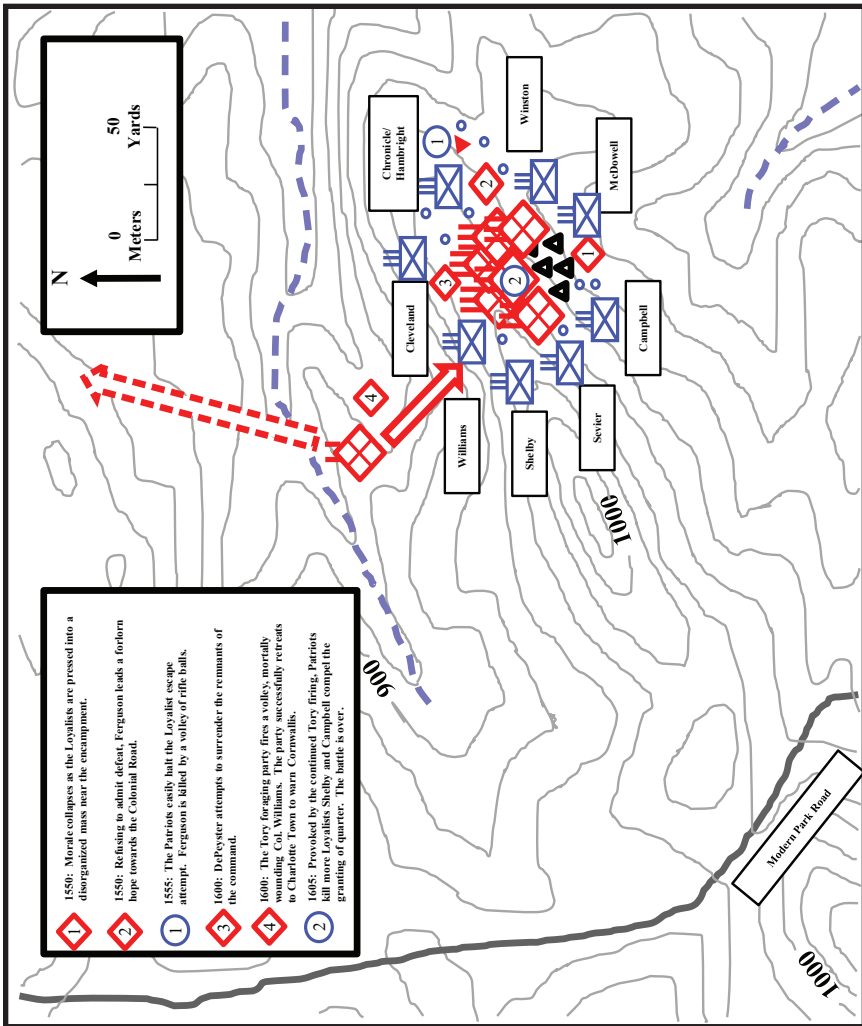 1
1550: Morale collapses as the Loyalists are pressed into a
disorganized mass near the encampment.
2
1550: Refusing to admit defeat, Ferguson leads a forlorn
hope towards the Colonial Road.
1
1555: The Patriots easily halt the Loyalist escape
attempt. Ferguson is killed by a volley of rifle balls.
3
1600: DePeyster attempts to surrender the remnants of
the command.
4
1600: The Tory foraging party fires a volley, mortally
wounding Col. Williams. The party successfully retreats
to Charlotte Town to warn Cornwallis.
2
1605: Provoked by the continued Tory firing, Patriots
kill more Loyalists Shelby and Campbell compel the
granting of quarter. The battle is over.
N
0
50
Meters
Yards
Chronicle/
Hambright
Winston
McDowell
Cleveland
Campbell
Williams
Shelby
Sevier
1
2
3
2
1
4
900
1000
1000
Modern Park Road